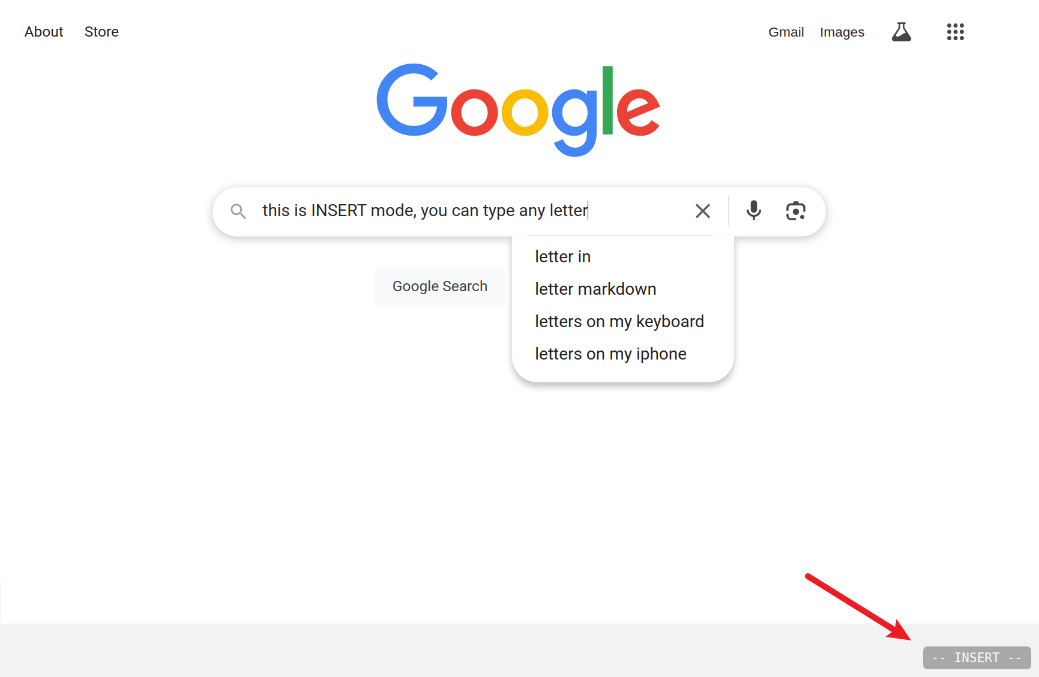 About Store Gmail Images
Google
this is INSERT mode, you can type any letter
letter in
Google Search
letter markdown
letters on my keyboard
letters on my iphone
-- INSERT --